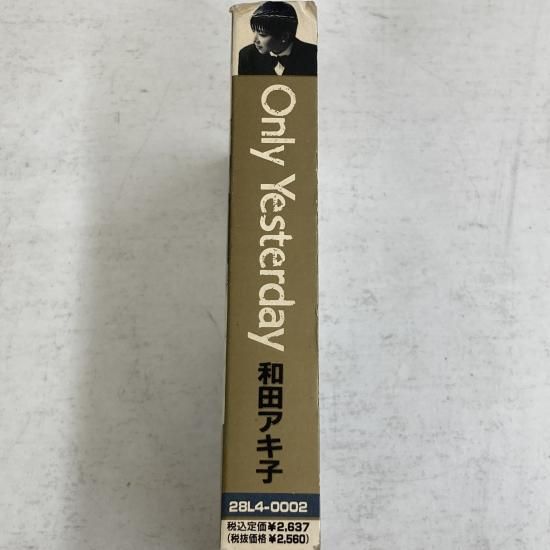 Only Yesterday
和田アキ子
28L4-0002
税込定価¥2,637
(税抜価格¥2,560)